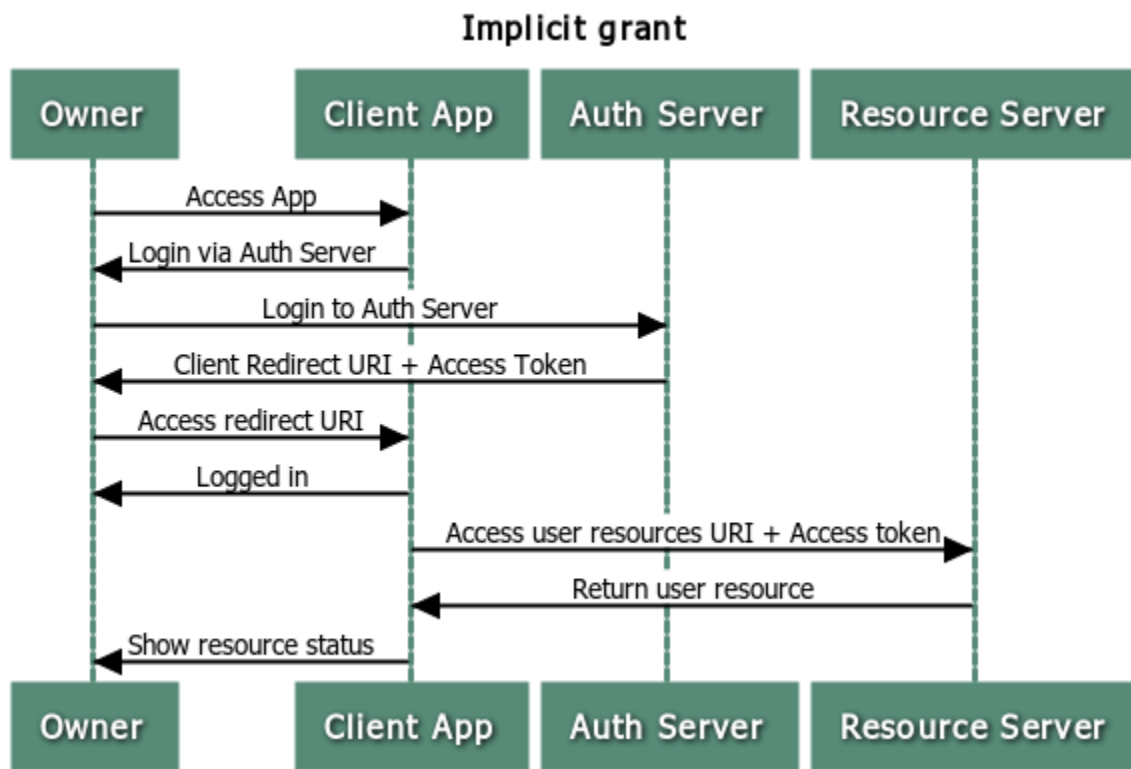 Implicit grant
Owner
Client App
Auth Server
Resource Server
Access App
Login via Auth Server
Login to Auth Server
Client Redirect URI + Access Token
Access redirect URI
Logged in
Access user resources URI + Access token
Return user resource
Show resource status
Owner
Client App
Auth Server
Resource Server